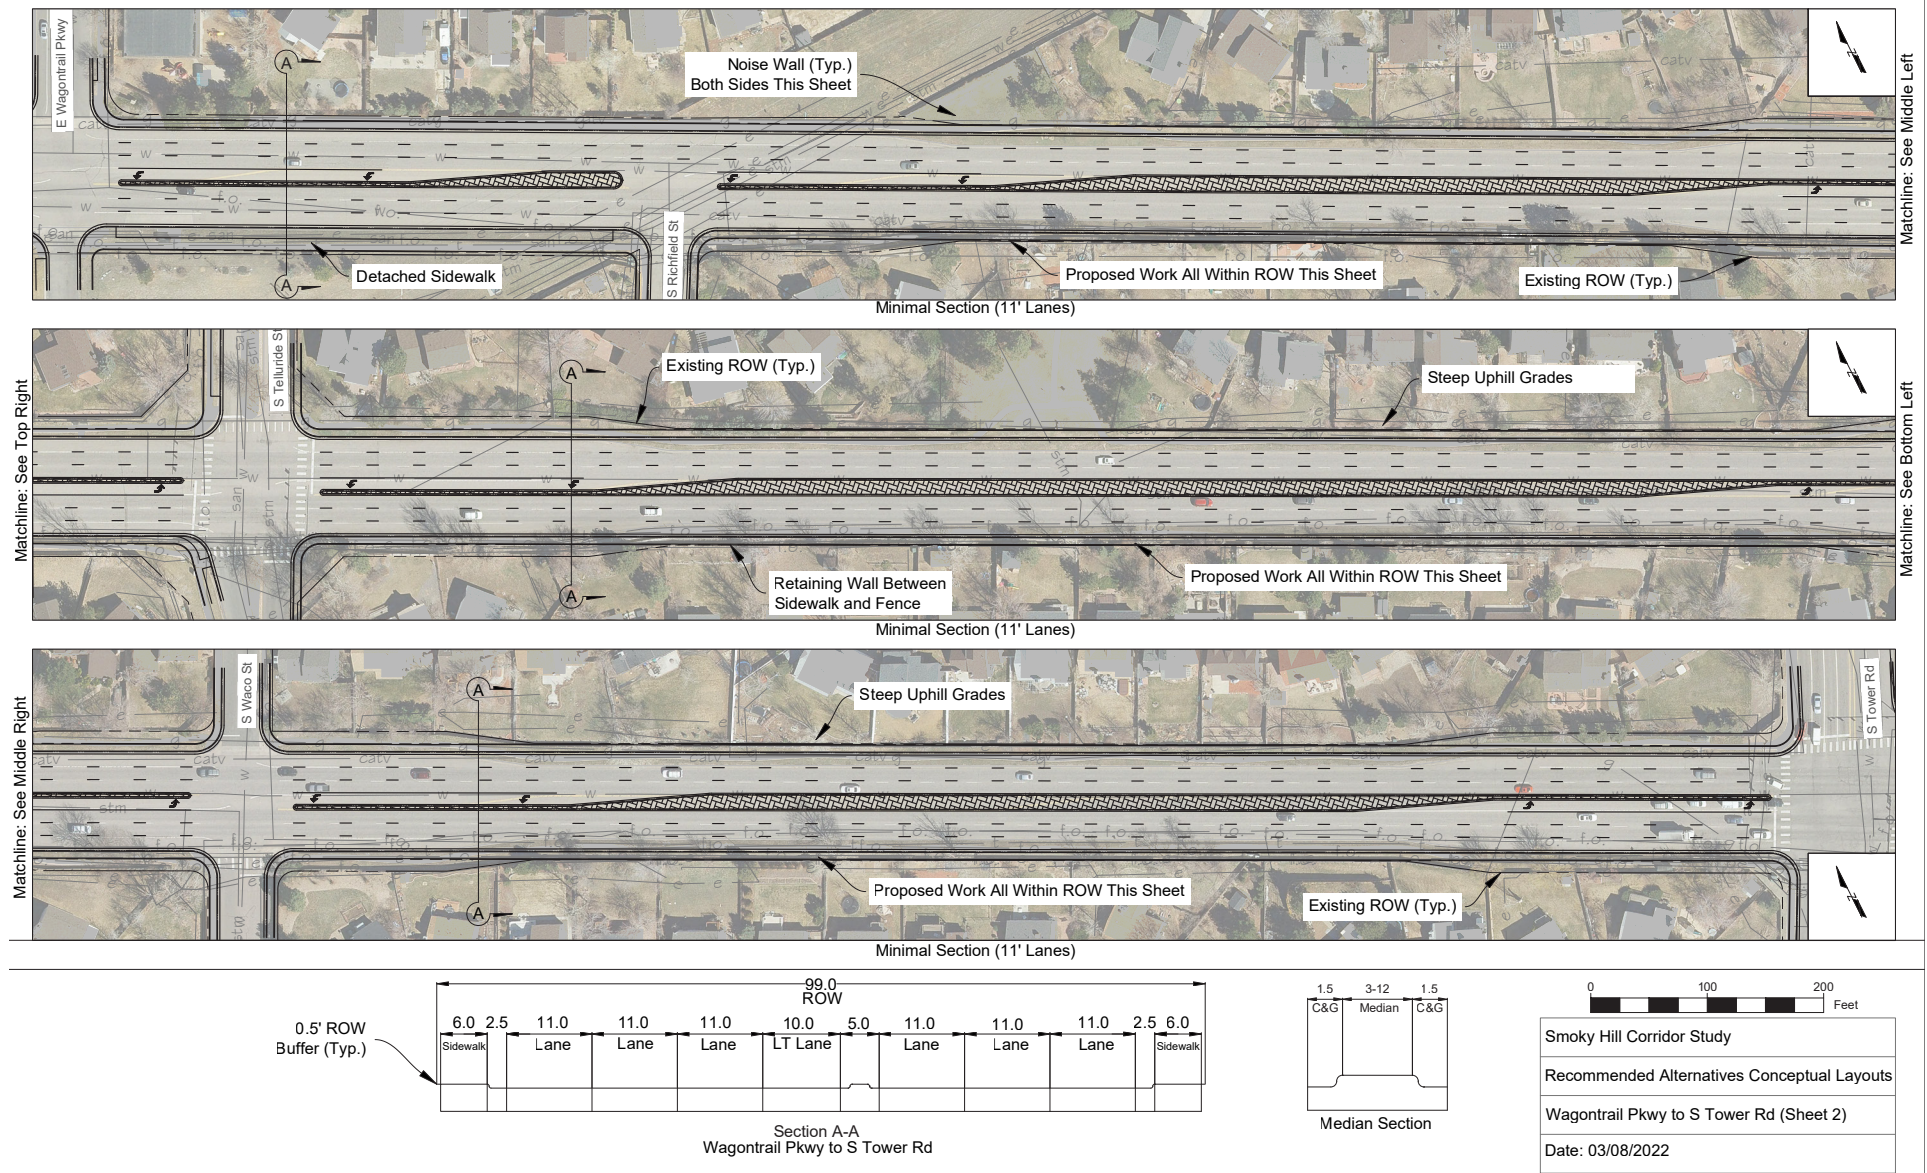 E Wagontrail Pkwy
A
Noise Wall (Typ.)
Both Sides This Sheet
Matchline: See Middle Left
S Richfield St
Detached Sidewalk
A
Proposed Work All Within ROW This Sheet
Existing ROW (Typ.)
Minimal Section (11' Lanes)
Matchline: See Top Right
S Telluride St
A
Existing ROW (Typ.)
Steep Uphill Grades
Matchline: See Bottom Left
Retaining Wall Between
Sidewalk and Fence
A
Proposed Work All Within ROW This Sheet
Minimal Section (11' Lanes)
Matchline: See Middle Right
S Waco St
A
Steep Uphill Grades
S Tower Rd
Proposed Work All Within ROW This Sheet
Existing ROW (Typ.)
A
Minimal Section (11' Lanes)
99.0
ROW
0.5' ROW
Buffer (Typ.)
6.0 2.5 11.0 11.0 11.0 10.0 5.0 11.0 11.0 11.0 2.5 6.0
Sidewalk Lane Lane Lane LT Lane Lane Lane Lane Sidewalk
Section A-A
Wagontrail Pkwy to S Tower Rd
1.5 3-12 1.5
C&G Median C&G
Median Section
0 100 200
Feet
Smoky Hill Corridor Study
Recommended Alternatives Conceptual Layouts
Wagontrail Pkwy to S Tower Rd (Sheet 2)
Date: 03/08/2022